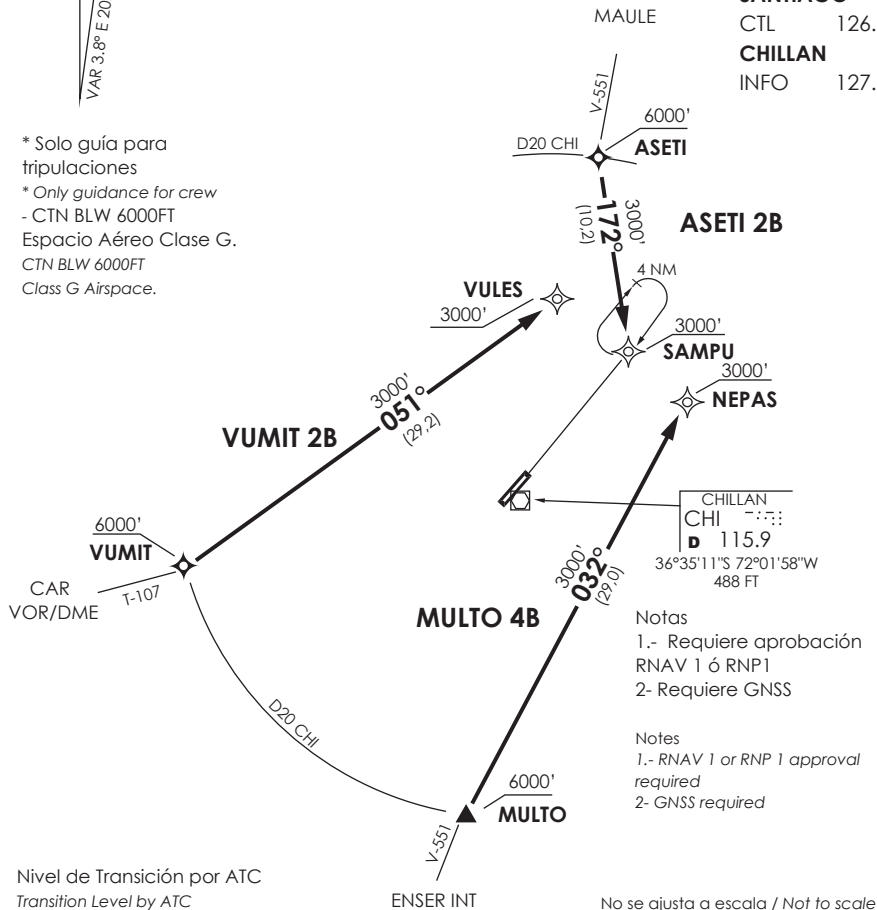 VAR 3.8° E 20
MAULE
CTL 126.
CHILLAN
INFO 127.
* Solo guía para
tripulaciones
* Only guidance for crew
- CTN BLW 6000FT
Espacio Aéreo Clase G.
CTN BLW 6000FT
Class G Airspace.
V-551
6000'
D20 CHI
ASETI
172°
3000'
(10,2)
ASETI 2B
4 NM
VULES
3000'
3000'
SAMPU
3000'
NEPAS
3000'
051°
(29,2)
VUMIT 2B
6000'
VUMIT
CAR
VOR/DME
T-107
D20 CHI
CHILLAN
CHI
D 115.9
36°35'11"S 72°01'58"W
488 FT
3000'
032°
(29,0)
MULTO 4B
Notas
1.- Requiere aprobación
RNAV 1 ó RNP1
2- Requiere GNSS
Notes
1.- RNAV 1 or RNP 1 approval
required
2- GNSS required
6000'
MULTO
V-551
ENSER INT
Nivel de Transición por ATC
Transition Level by ATC
No se ajusta a escala / Not to scale